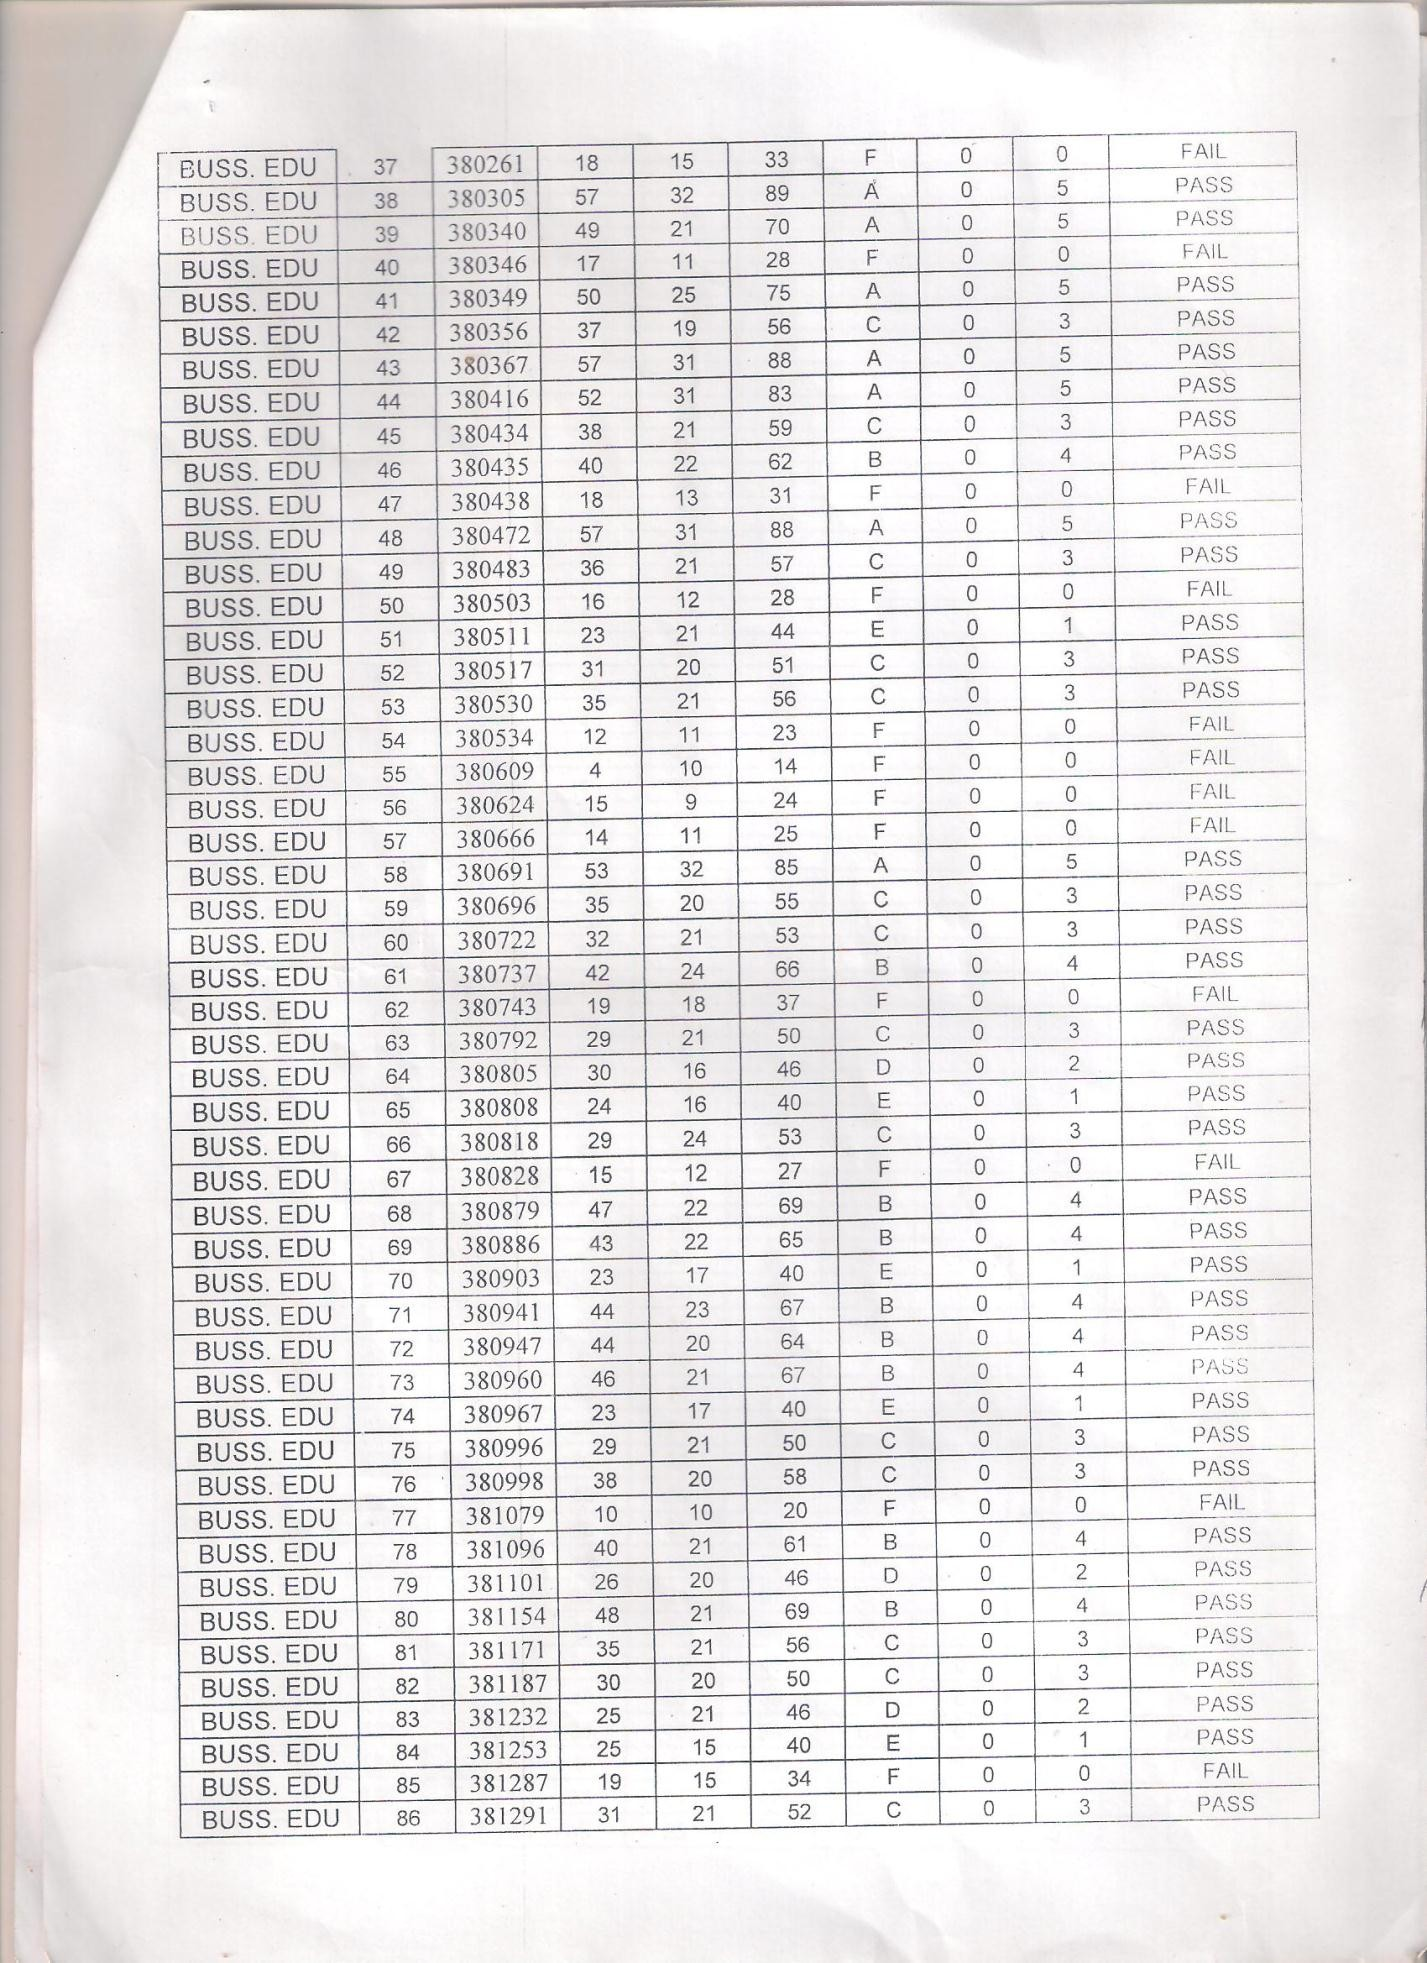 BUSS. EDU 37 380261 18 15 33 F 0 0 FAIL
BUSS. EDU 38 380305 57 32 89 A 0 5 PASS
BUSS. EDU 39 380340 49 21 70 A 0 5 PASS
BUSS. EDU 40 380346 17 11 28 F 0 0 FAIL
BUSS. EDU 41 380349 50 25 75 A 0 5 PASS
BUSS. EDU 42 380356 37 19 56 C 0 3 PASS
BUSS. EDU 43 380367 57 31 88 A 0 5 PASS
BUSS. EDU 44 380416 52 31 83 A 0 5 PASS
BUSS. EDU 45 380434 38 21 59 C 0 3 PASS
BUSS. EDU 46 380435 40 22 62 B 0 4 PASS
BUSS. EDU 47 380438 18 13 31 F 0 0 FAIL
BUSS. EDU 48 380472 57 31 88 A 0 5 PASS
BUSS. EDU 49 380483 36 21 57 C 0 3 PASS
BUSS. EDU 50 380503 16 12 28 F 0 0 FAIL
BUSS. EDU 51 380511 23 21 44 E 0 1 PASS
BUSS. EDU 52 380517 31 20 51 C 0 3 PASS
BUSS. EDU 53 380530 35 21 56 C 0 3 PASS
BUSS. EDU 54 380534 12 11 23 F 0 0 FAIL
BUSS. EDU 55 380609 4 10 14 F 0 0 FAIL
BUSS. EDU 56 380624 15 9 24 F 0 0 FAIL
BUSS. EDU 57 380666 14 11 25 F 0 0 FAIL
BUSS. EDU 58 380691 53 32 85 A 0 5 PASS
BUSS. EDU 59 380696 35 20 55 C 0 3 PASS
BUSS. EDU 60 380722 32 21 53 C 0 3 PASS
BUSS. EDU 61 380737 42 24 66 B 0 4 PASS
BUSS. EDU 62 380743 19 18 37 F 0 0 FAIL
BUSS. EDU 63 380792 29 21 50 C 0 3 PASS
BUSS. EDU 64 380805 30 16 46 D 0 2 PASS
BUSS. EDU 65 380808 24 16 40 E 0 1 PASS
BUSS. EDU 66 380818 29 24 53 C 0 3 PASS
BUSS. EDU 67 380828 15 12 27 F 0 0 FAIL
BUSS. EDU 68 380879 47 22 69 B 0 4 PASS
BUSS. EDU 69 380886 43 22 65 B 0 4 PASS
BUSS. EDU 70 380903 23 17 40 E 0 1 PASS
BUSS. EDU 71 380941 44 23 67 B 0 4 PASS
BUSS. EDU 72 380947 44 20 64 B 0 4 PASS
BUSS. EDU 73 380960 46 21 67 B 0 4 PASS
BUSS. EDU 74 380967 23 17 40 E 0 1 PASS
BUSS. EDU 75 380996 29 21 50 C 0 3 PASS
BUSS. EDU 76 380998 38 20 58 C 0 3 PASS
BUSS. EDU 77 381079 10 10 20 F 0 0 FAIL
BUSS. EDU 78 381096 40 21 61 B 0 4 PASS
BUSS. EDU 79 381101 26 20 46 D 0 2 PASS
BUSS. EDU 80 381154 48 21 69 B 0 4 PASS
BUSS. EDU 81 381171 35 21 56 C 0 3 PASS
BUSS. EDU 82 381187 30 20 50 C 0 3 PASS
BUSS. EDU 83 381232 25 21 46 D 0 2 PASS
BUSS. EDU 84 381253 25 15 40 E 0 1 PASS
BUSS. EDU 85 381287 19 15 34 F 0 0 FAIL
BUSS. EDU 86 381291 31 21 52 C 0 3 PASS